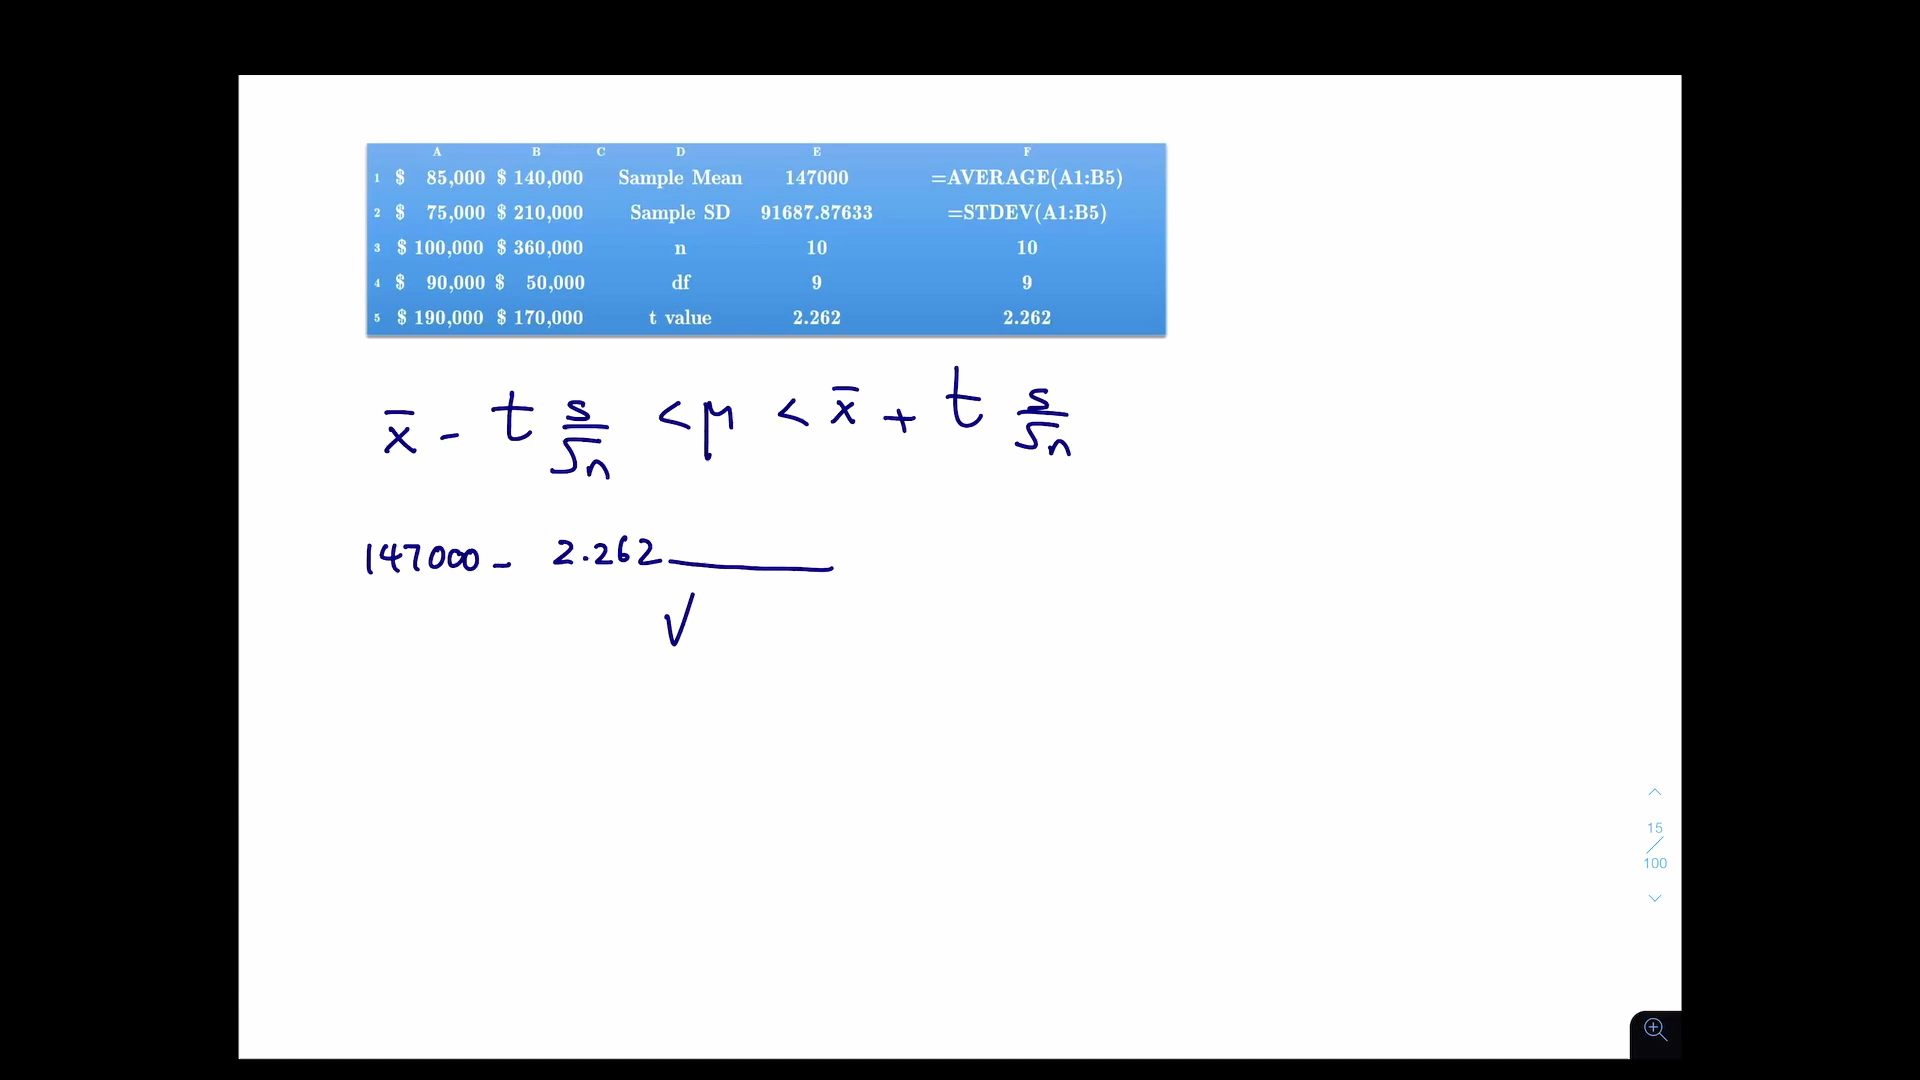 A B C D E F
1 $ 85,000 $ 140,000 Sample Mean 147000 =AVERAGE(A1:B5)
2 $ 75,000 $ 210,000 Sample SD 91687.87633 =STDEV(A1:B5)
3 $ 100,000 $ 360,000 n 10 10
4 $ 90,000 $ 50,000 df 9 9
5 $ 190,000 $ 170,000 t value 2.262 2.262
x̄ - t s/√n < μ < x̄ + t s/√n
147000 - 2.262 —
√
15
/
100